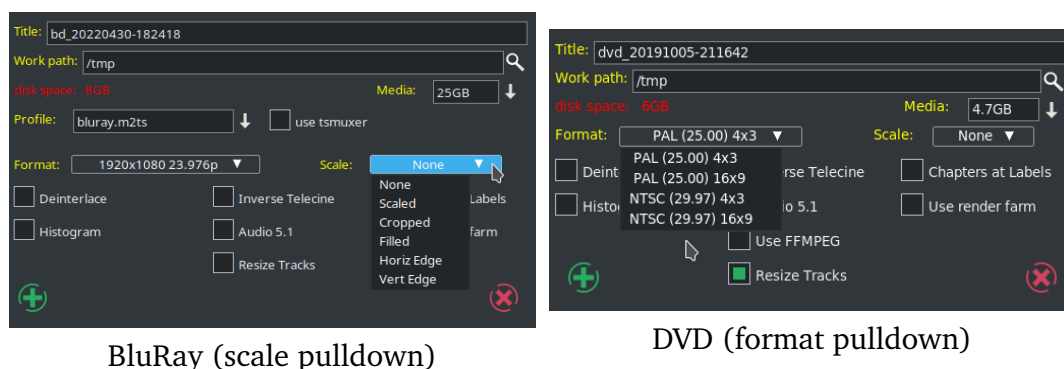 Title: bd_20220430-182418
Work path: /tmp
disk space: 8GB Media: 25GB
Profile: bluray.m2ts use tsmuxer
Format: 1920x1080 23.976p Scale: None
None
Scaled
Cropped
Filled
Horiz Edge
Vert Edge
Deinterlace Inverse Telecine Labels
Histogram Audio 5.1 farm
Resize Tracks
BluRay (scale pulldown)
Title: dvd_20191005-211642
Work path: /tmp
disk space: 6GB Media: 4.7GB
Format: PAL (25.00) 4x3 Scale: None
PAL (25.00) 4x3
PAL (25.00) 16x9
NTSC (29.97) 4x3
NTSC (29.97) 16x9
Deint rse Telecine Chapters at Labels
Histo io 5.1 Use render farm
Use FFMPEG
Resize Tracks
DVD (format pulldown)